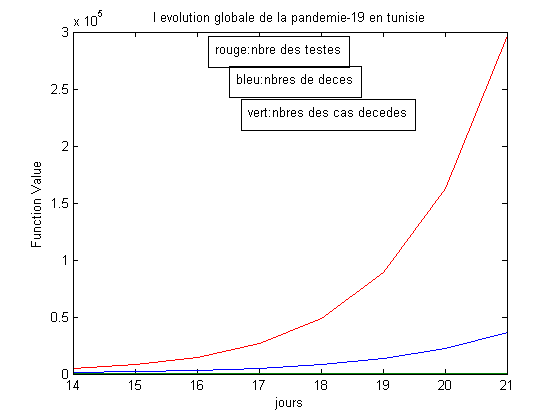 l evolution globale de la pandemie-19 en tunisie
x 10^5
rouge:nbre des testes
bleu:nbres de deces
vert:nbres des cas decedes
3
2.5
2
1.5
1
0.5
0
Function Value
14 15 16 17 18 19 20 21
jours